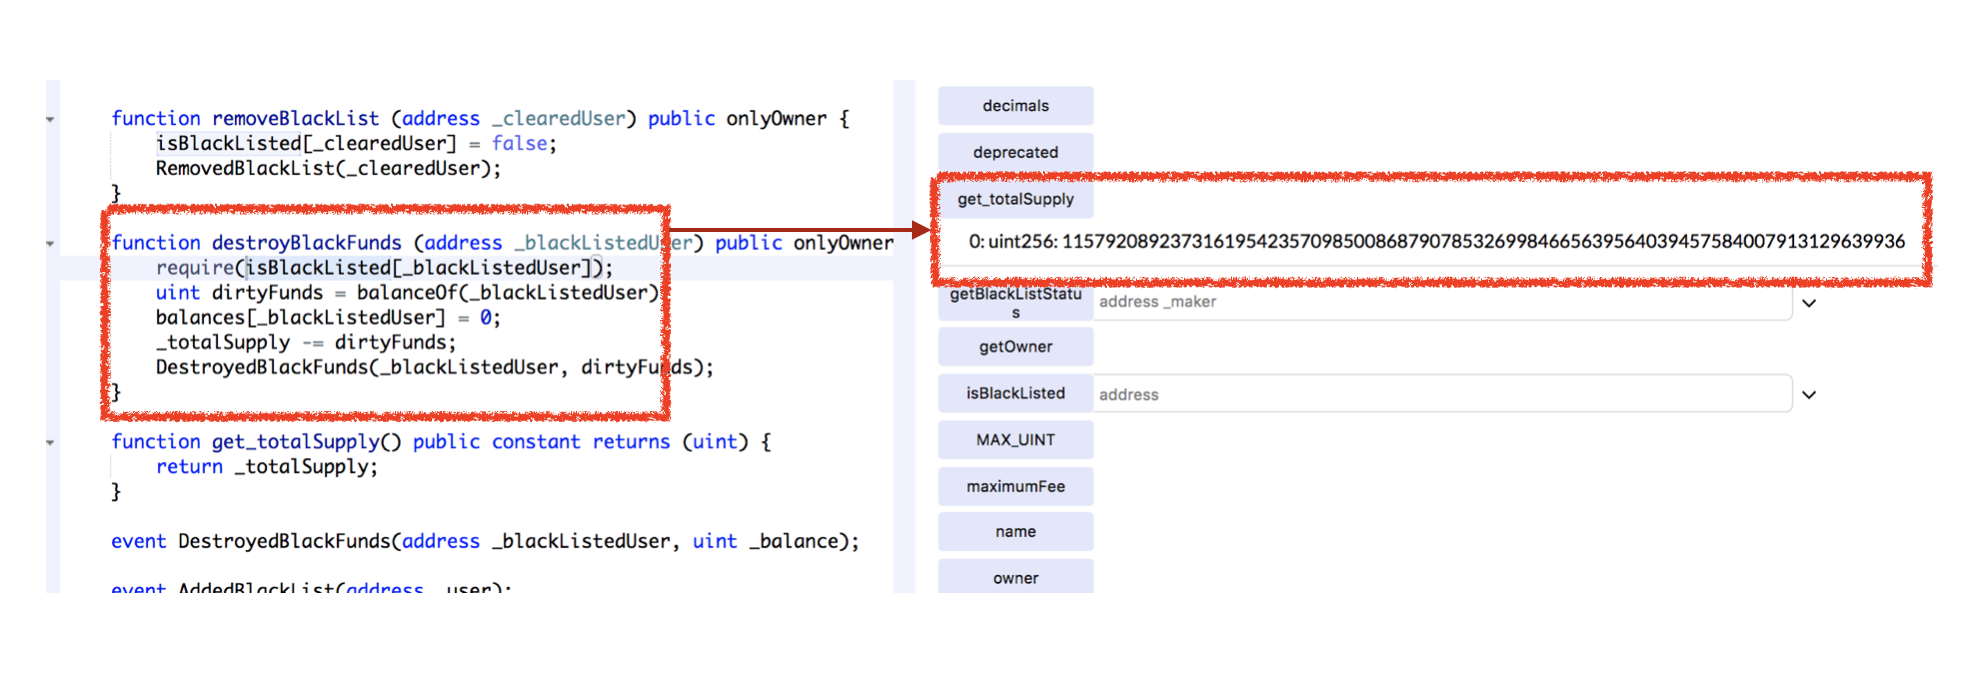 function removeBlackList (address _clearedUser) public onlyOwner {
isBlackListed[_clearedUser] = false;
RemovedBlackList(_clearedUser);
}
function destroyBlackFunds (address _blackListedUser) public onlyOwner
require(isBlackListed[_blackListedUser]);
uint dirtyFunds = balanceOf(_blackListedUser)
balances[_blackListedUser] = 0;
_totalSupply -= dirtyFunds;
DestroyedBlackFunds(_blackListedUser, dirtyFunds);
}
function get_totalSupply() public constant returns (uint) {
return _totalSupply;
}
event DestroyedBlackFunds(address _blackListedUser, uint _balance);
event AddedBlackList(address _user);
decimals
deprecated
get_totalSupply
0: uint256: 115792089237316195423570985008687907853269984665639564039457584007913129639936
getBlackListStatu
s
address _maker
getOwner
isBlackListed
address
MAX_UINT
maximumFee
name
owner